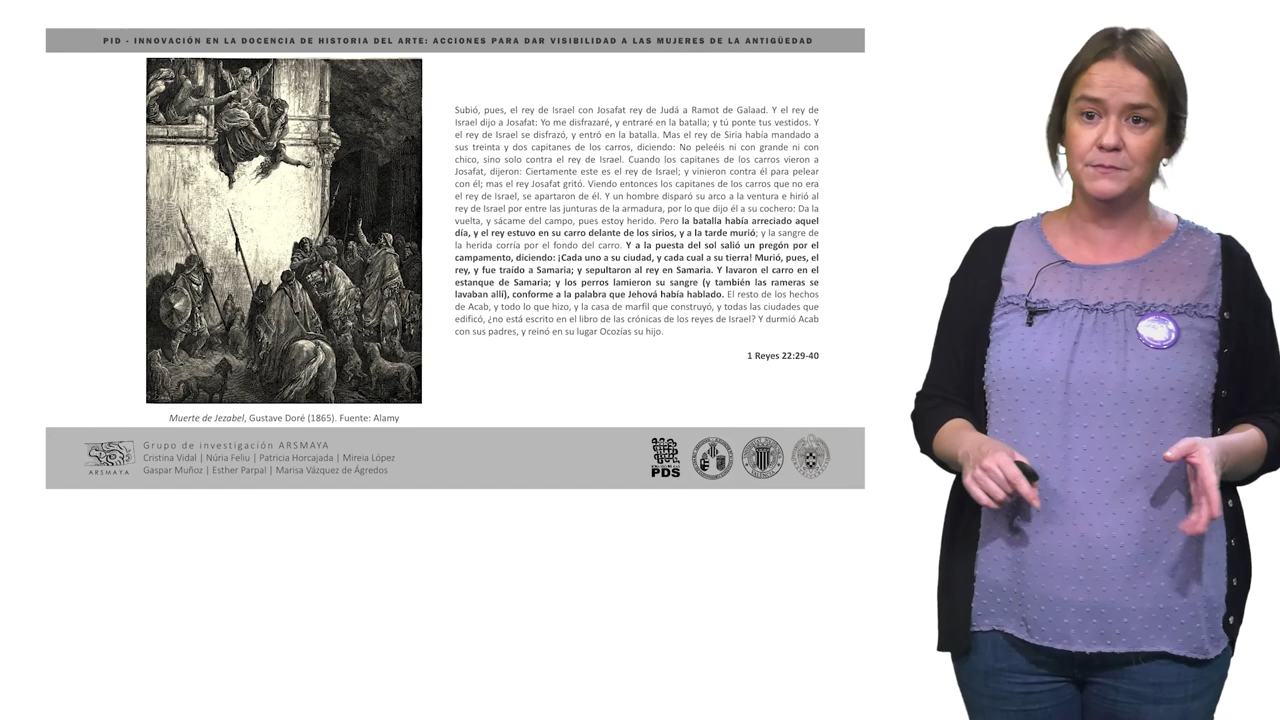 PID - INNOVACIÓN EN LA DOCENCIA DE HISTORIA DEL ARTE: ACCIONES PARA DAR VISIBILIDAD A LAS MUJERES DE LA ANTIGÜEDAD
Subió, pues, el rey de Israel con Josafat rey de Judá a Ramot de Galaad. Y el rey de
Israel dijo a Josafat: Yo me disfrazaré, y entraré en la batalla; y tú ponte tus vestidos. Y
el rey de Israel se disfrazó, y entró en la batalla. Mas el rey de Siria había mandado a
sus treinta y dos capitanes de los carros, diciendo: No peleéis ni con grande ni con
chico, sino solo contra el rey de Israel. Cuando los capitanes de los carros vieron a
Josafat, dijeron: Ciertamente este es el rey de Israel; y vinieron contra él para pelear
con él; mas el rey Josafat gritó. Viendo entonces los capitanes de los carros que no era
el rey de Israel, se apartaron de él. Y un hombre disparó su arco a la ventura e hirió al
rey de Israel por entre las junturas de la armadura, por lo que dijo él a su cochero: Da la
vuelta, y sácame del campo, pues estoy herido. Pero la batalla había arreciado aquel
día, y el rey estuvo en su carro delante de los sirios, y a la tarde murió; y la sangre de
la herida corría por el fondo del carro. Y a la puesta del sol salió un pregón por el
campamento, diciendo: ¡Cada uno a su ciudad, y cada cual a su tierra! Murió, pues, el
rey, y fue traído a Samaria; y sepultaron al rey en Samaria. Y lavaron el carro en el
estanque de Samaria; y los perros lamieron su sangre (y también las rameras se
lavaban allí), conforme a la palabra que Jehová había hablado. El resto de los hechos
de Acab, y todo lo que hizo, y la casa de marfil que construyó, y todas las ciudades que
edificó, ¿no está escrito en el libro de las crónicas de los reyes de Israel? Y durmió Acab
con sus padres, y reinó en su lugar Ocozías su hijo.
1 Reyes 22:29-40
Muerte de Jezabel, Gustave Doré (1865). Fuente: Alamy
Grupo de investigación ARSMAYA
Cristina Vidal | Núria Feliu | Patricia Horcajada | Mireia López
Gaspar Muñoz | Esther Parpal | Marisa Vázquez de Ágredos
ARSMAYA
PDS